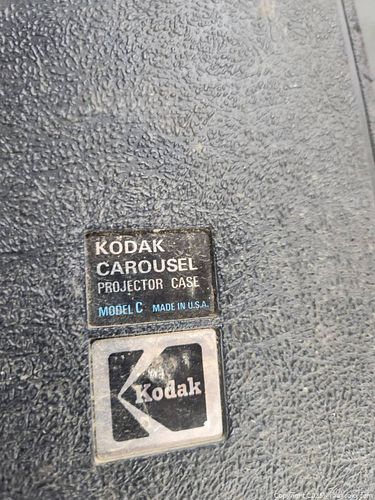 KODAK
CAROUSEL
PROJECTOR CASE
MODEL C MADE IN U.S.A.
Kodak